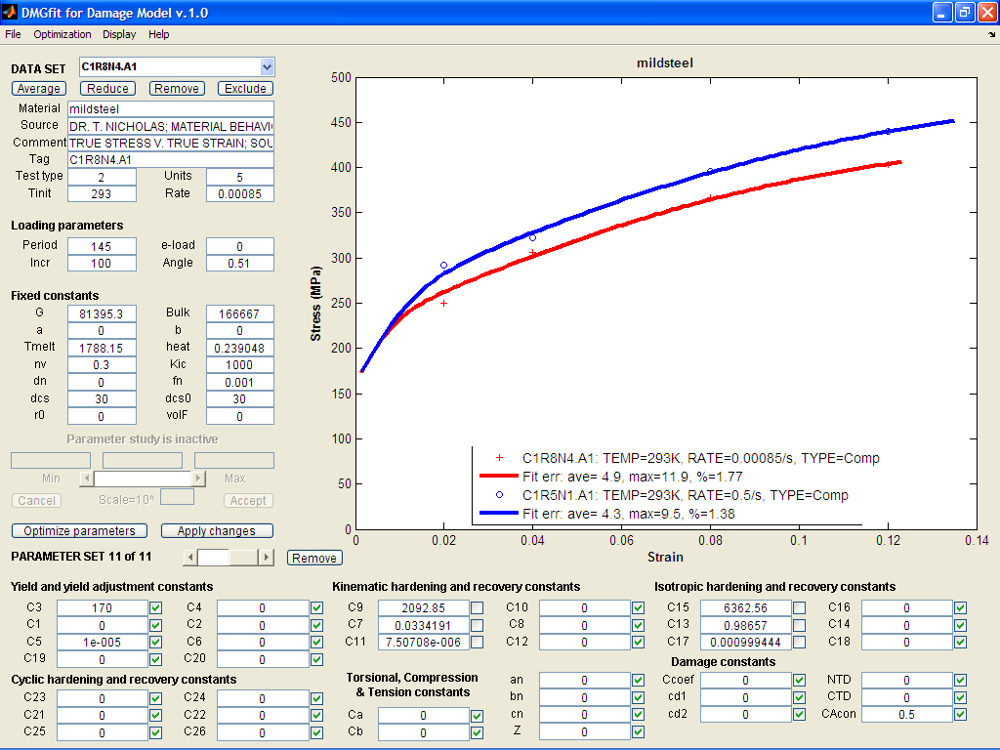 DMGfit for Damage Model v.1.0
File Optimization Display Help
DATA SET C1R8N4.A1
Average Reduce Remove Exclude
Material mildsteel
Source DR. T. NICHOLAS; MATERIAL BEHAVI
Comment TRUE STRESS V. TRUE STRAIN; SOU
Tag C1R8N4.A1
Test type 2 Units 5
Tinit 293 Rate 0.00085
Loading parameters
Period 145 e-load 0
Incr 100 Angle 0.51
Fixed constants
G 81395.3 Bulk 166667
a 0 b 0
Tmelt 1788.15 heat 0.239048
nv 0.3 Kic 1000
dn 0 fn 0.001
dcs 30 dcs0 30
r0 0 volF 0
Parameter study is inactive
Min Max
Cancel Scale=10^ Accept
Optimize parameters Apply changes
PARAMETER SET 11 of 11 Remove
mildsteel
500
450
400
350
300
250
200
150
100
50
0
Stress (MPa)
C1R8N4.A1: TEMP=293K, RATE=0.00085/s, TYPE=Comp
Fit err: ave= 4.9, max=11.9, %=1.77
C1R5N1.A1: TEMP=293K, RATE=0.5/s, TYPE=Comp
Fit err: ave= 4.3, max=9.5, %=1.38
0 0.02 0.04 0.06 0.08 0.1 0.12 0.14
Strain
Yield and yield adjustment constants
C3 170 C4 0
C1 0 C2 0
C5 1e-005 C6 0
C19 0 C20 0
Cyclic hardening and recovery constants
C23 0 C24 0
C21 0 C22 0
C25 0 C26 0
Kinematic hardening and recovery constants
C9 2092.85 C10 0
C7 0.0334191 C8 0
C11 7.50708e-006 C12 0
Torsional, Compression
& Tension constants
Ca 0
Cb 0
an 0
bn 0
cn 0
Z 0
Isotropic hardening and recovery constants
C15 6362.56 C16 0
C13 0.98657 C14 0
C17 0.000999444 C18 0
Damage constants
Ccoef 0 NTD 0
cd1 0 CTD 0
cd2 0 CAcon 0.5